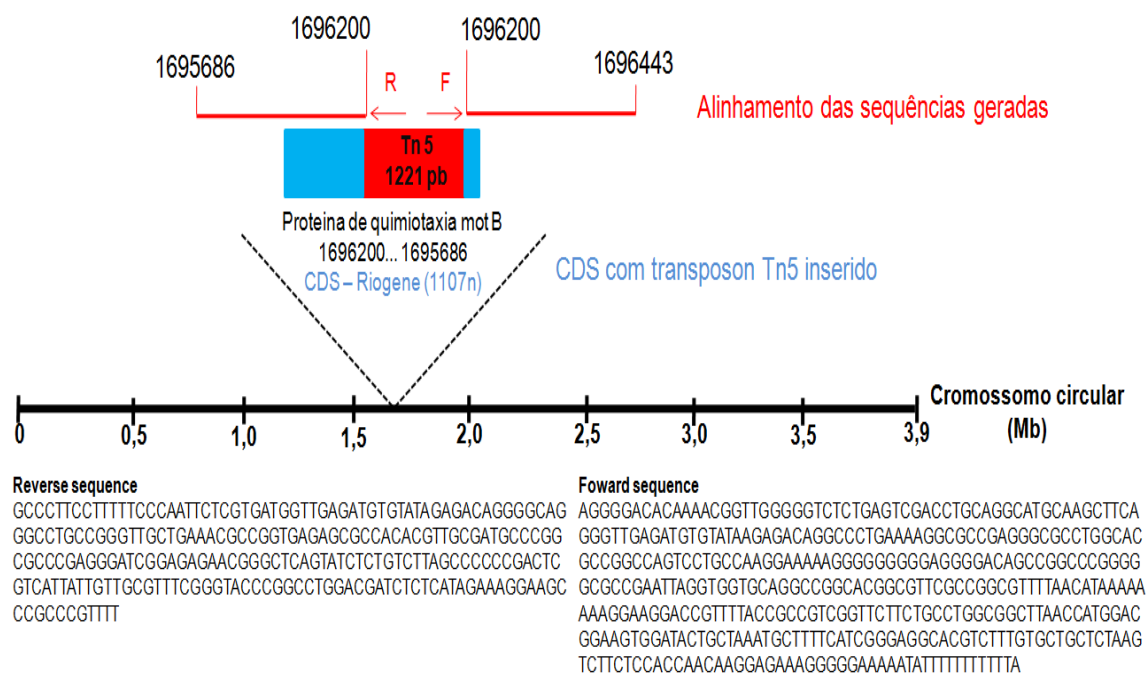 1696200
1696200
1695686
1696443
R F
Alinhamento das sequências geradas
Tn 5
1221 pb
Proteina de quimiotaxia mot B
1696200... 1695686
CDS – Riogene (1107n)
CDS com transposon Tn5 inserido
Cromossomo circular
(Mb)
0 0,5 1,0 1,5 2,0 2,5 3,0 3,5 3,9
Reverse sequence
GCCCTTCCTTTTTCCCAATTCTCGTGATGGTTGAGATGTGTATAGAGACAGGGGCAG
GGCCTGCCGGGTTGCTGAAACGCCGGTGAGAGCGCCACACGTTGCGATGCCCGG
CGCCCGAGGGATCGGAGAGAACGGGCTCAGTATCTCTGTCTTAGCCCCCCGACTC
GTCATTATTGTTGCGTTTCGGGTACCCGGCCTGGACGATCTCTCATAGAAAGGAAGC
CCGCCCGTTTT
Foward sequence
AGGGGACACAAAACGGTTGGGGGTCTCTGAGTCGACCTGCAGGCATGCAAGCTTCA
GGGTTGAGATGTGTATAAGAGACAGGCCCTGAAAAGGCGCCGAGGGCGCCTGGCAC
GCCGGCCAGTCCTGCCAAGGAAAAAGGGGGGGGGAGGGGACAGCCGGCCCGGGG
GCGCCGAATTAGGTGGTGCAGGCCGGCACGGCGTTCGCCGGCGTTTTAACATAAAAA
AAAGGAAGGACCGTTTTACCGCCGTCGGTTCTTCTGCCTGGCGGCTTAACCATGGAC
GGAAGTGGATACTGCTAAATGCTTTTCATCGGGAGGCACGTCTTTGTGCTGCTCTAAG
TCTTCTCCACCAACAAGGAGAAAGGGGGAAAAATATTTTTTTTTTTA